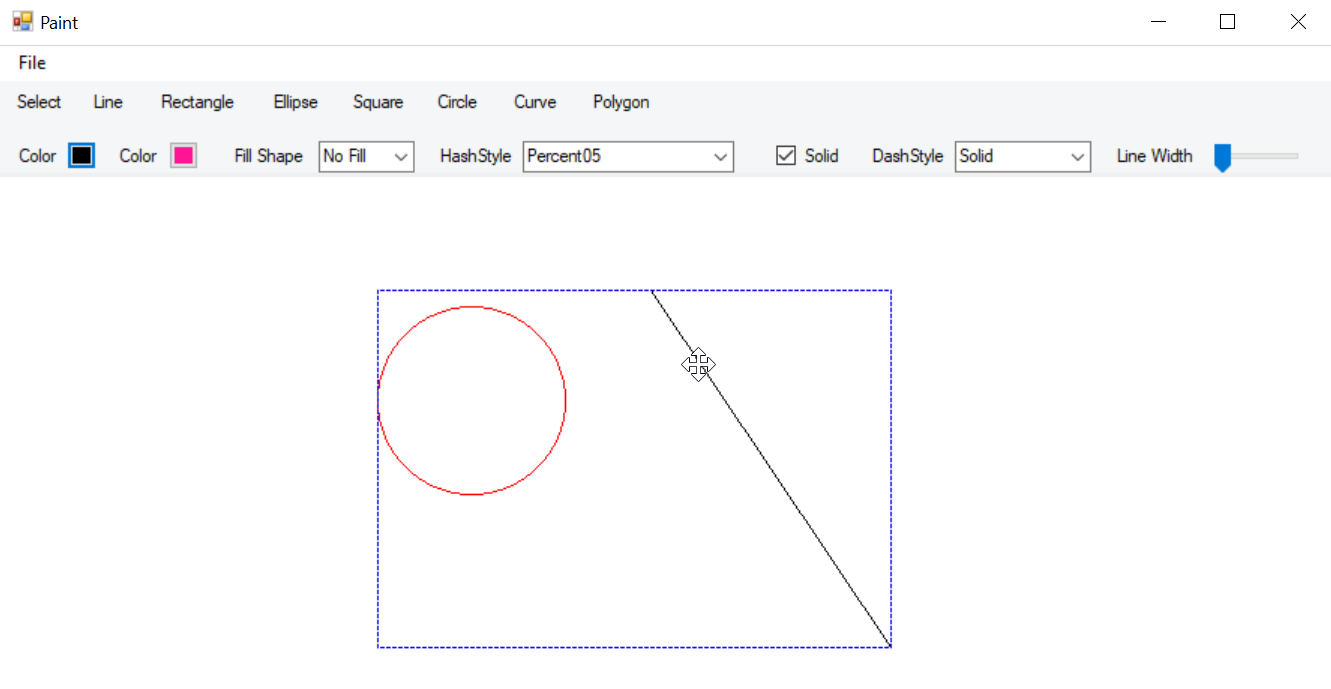 Paint
File
Select Line Rectangle Ellipse Square Circle Curve Polygon
Color Color Fill Shape No Fill HashStyle Percent05 Solid DashStyle Solid Line Width